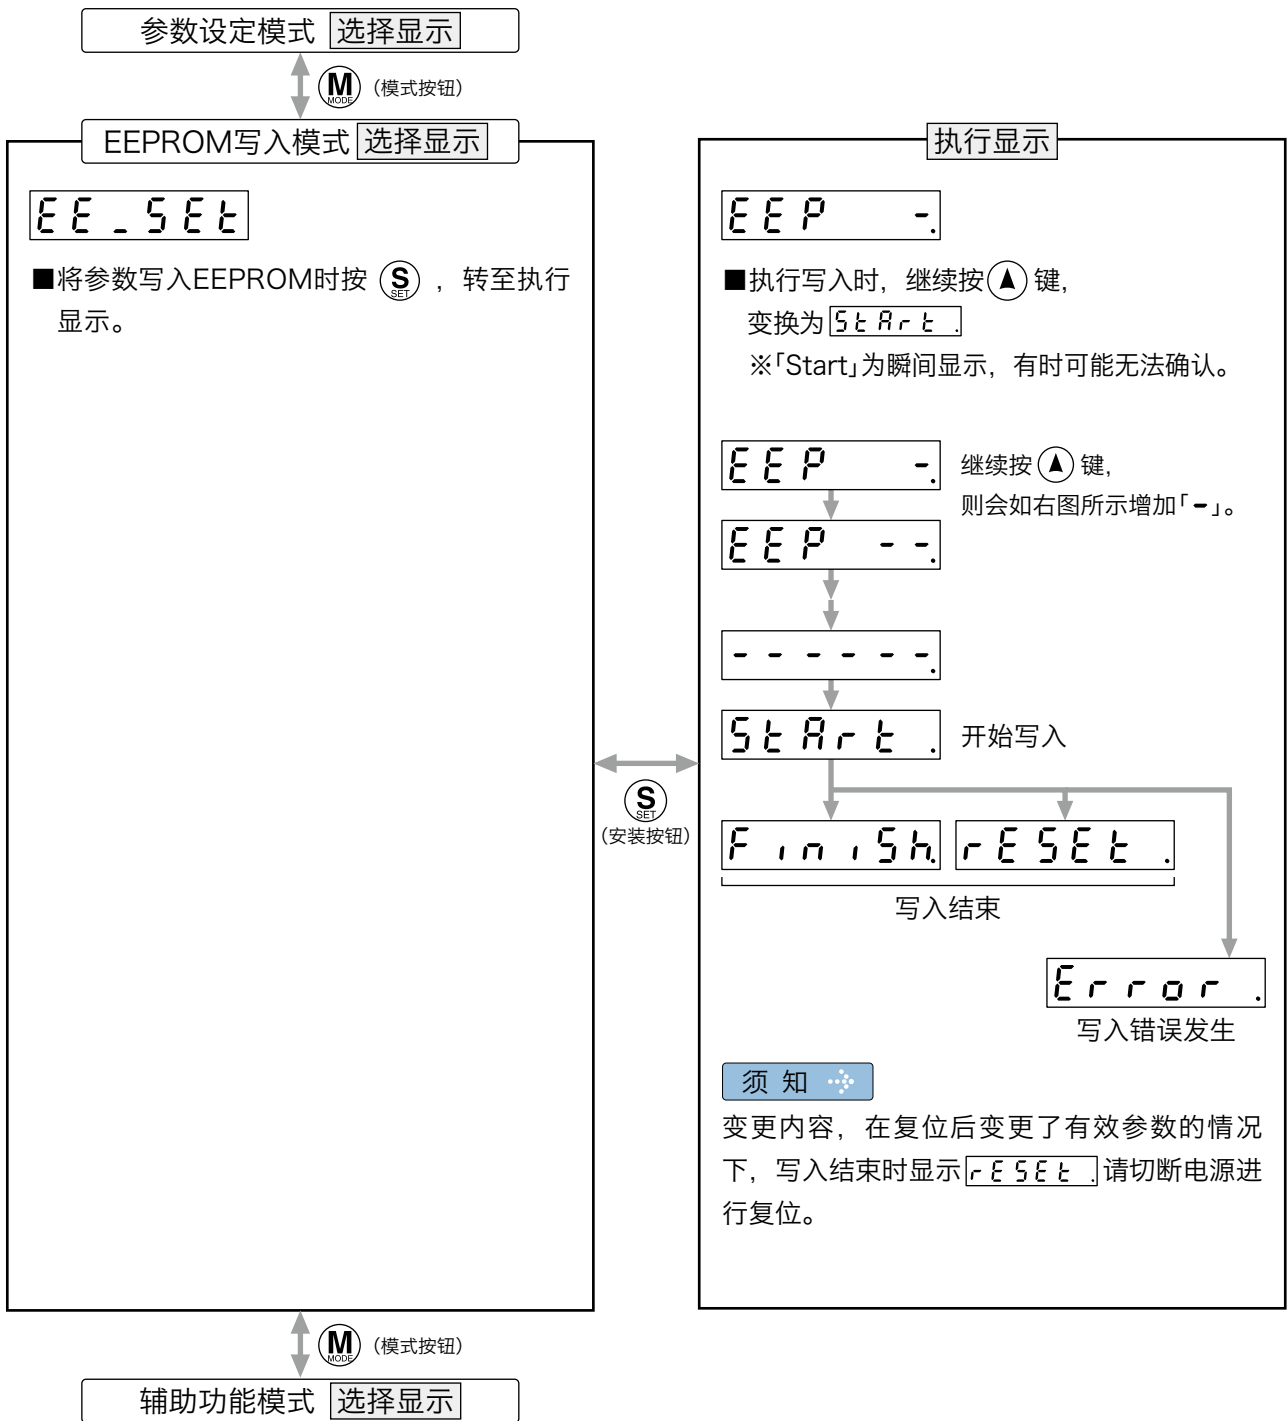 参数设定模式 选择显示
M MODE （模式按钮）
EEPROM写入模式 选择显示
EE_SEt
■将参数写入EEPROM时按 S SET ，转至执行
显示。
S SET
（安装按钮）
执行显示
EEP -.
■执行写入时，继续按▲键，
变换为 StArt .
※「Start」为瞬间显示，有时可能无法确认。
EEP -.
继续按▲键，
则会如右图所示增加「-」。
EEP --.
------.
StArt . 开始写入
FiniSh. rESEt .
写入结束
Error .
写入错误发生
须 知
变更内容，在复位后变更了有效参数的情况
下，写入结束时显示 rESEt . 请切断电源进
行复位。
M MODE （模式按钮）
辅助功能模式 选择显示